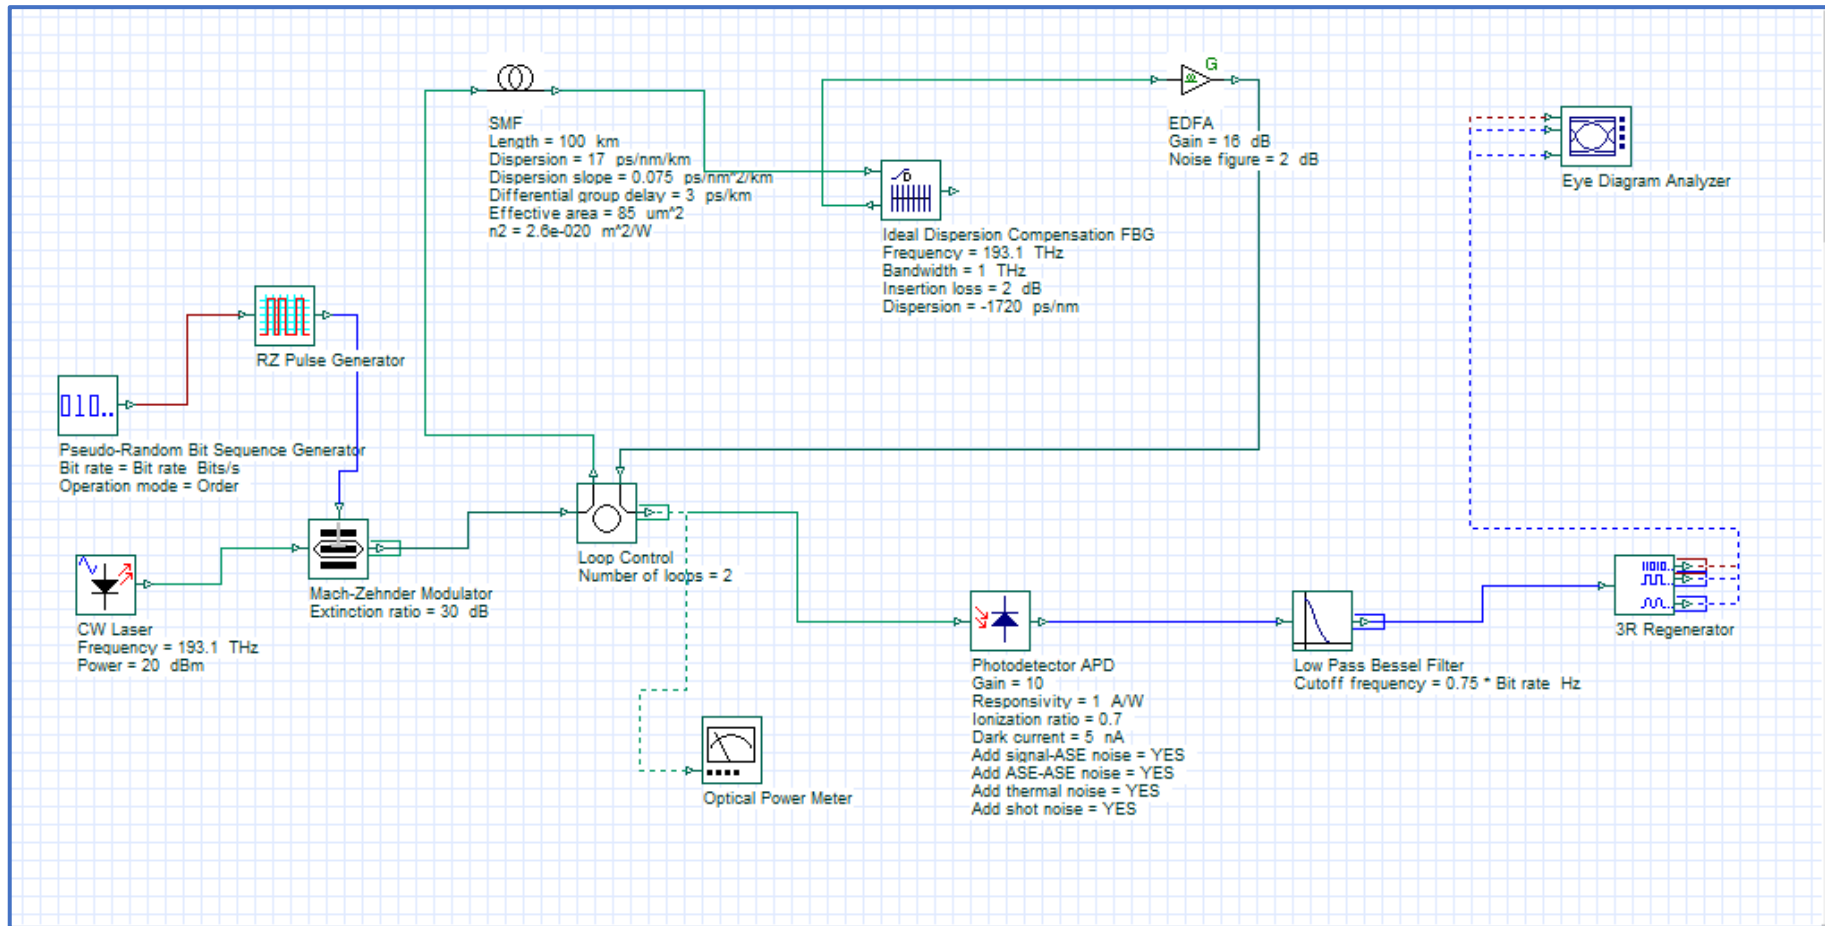 G
SMF
Length = 100 km
Dispersion = 17 ps/nm/km
Dispersion slope = 0.075 ps/nm^2/km
Differential group delay = 3 ps/km
Effective area = 85 um^2
n2 = 2.6e-020 m^2/W
EDFA
Gain = 16 dB
Noise figure = 2 dB
Eye Diagram Analyzer
D
Ideal Dispersion Compensation FBG
Frequency = 193.1 THz
Bandwidth = 1 THz
Insertion loss = 2 dB
Dispersion = -1720 ps/nm
RZ Pulse Generator
010..
Pseudo-Random Bit Sequence Generator
Bit rate = Bit rate Bits/s
Operation mode = Order
Loop Control
Number of loops = 2
Mach-Zehnder Modulator
Extinction ratio = 30 dB
CW Laser
Frequency = 193.1 THz
Power = 20 dBm
3R Regenerator
Photodetector APD
Gain = 10
Responsivity = 1 A/W
Ionization ratio = 0.7
Dark current = 5 nA
Add signal-ASE noise = YES
Add ASE-ASE noise = YES
Add thermal noise = YES
Add shot noise = YES
Low Pass Bessel Filter
Cutoff frequency = 0.75 * Bit rate Hz
Optical Power Meter